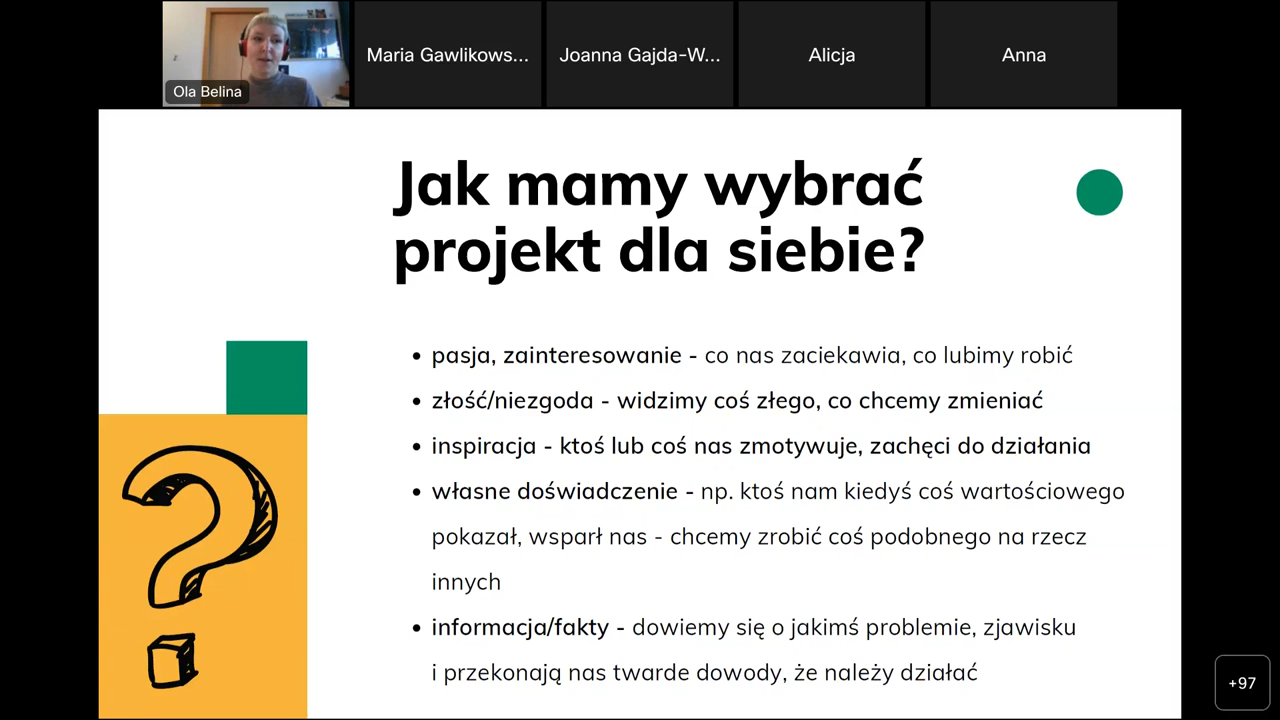 Ola Belina
Maria Gawlikows...
Joanna Gajda-W...
Alicja
Anna
Jak mamy wybrać
projekt dla siebie?
• pasja, zainteresowanie - co nas zaciekawia, co lubimy robić
• złość/niezgoda - widzimy coś złego, co chcemy zmieniać
• inspiracja - ktoś lub coś nas zmotywuje, zachęci do działania
• własne doświadczenie - np. ktoś nam kiedyś coś wartościowego
pokazał, wsparł nas - chcemy zrobić coś podobnego na rzecz
innych
• informacja/fakty - dowiemy się o jakimś problemie, zjawisku
i przekonają nas twarde dowody, że należy działać
+97